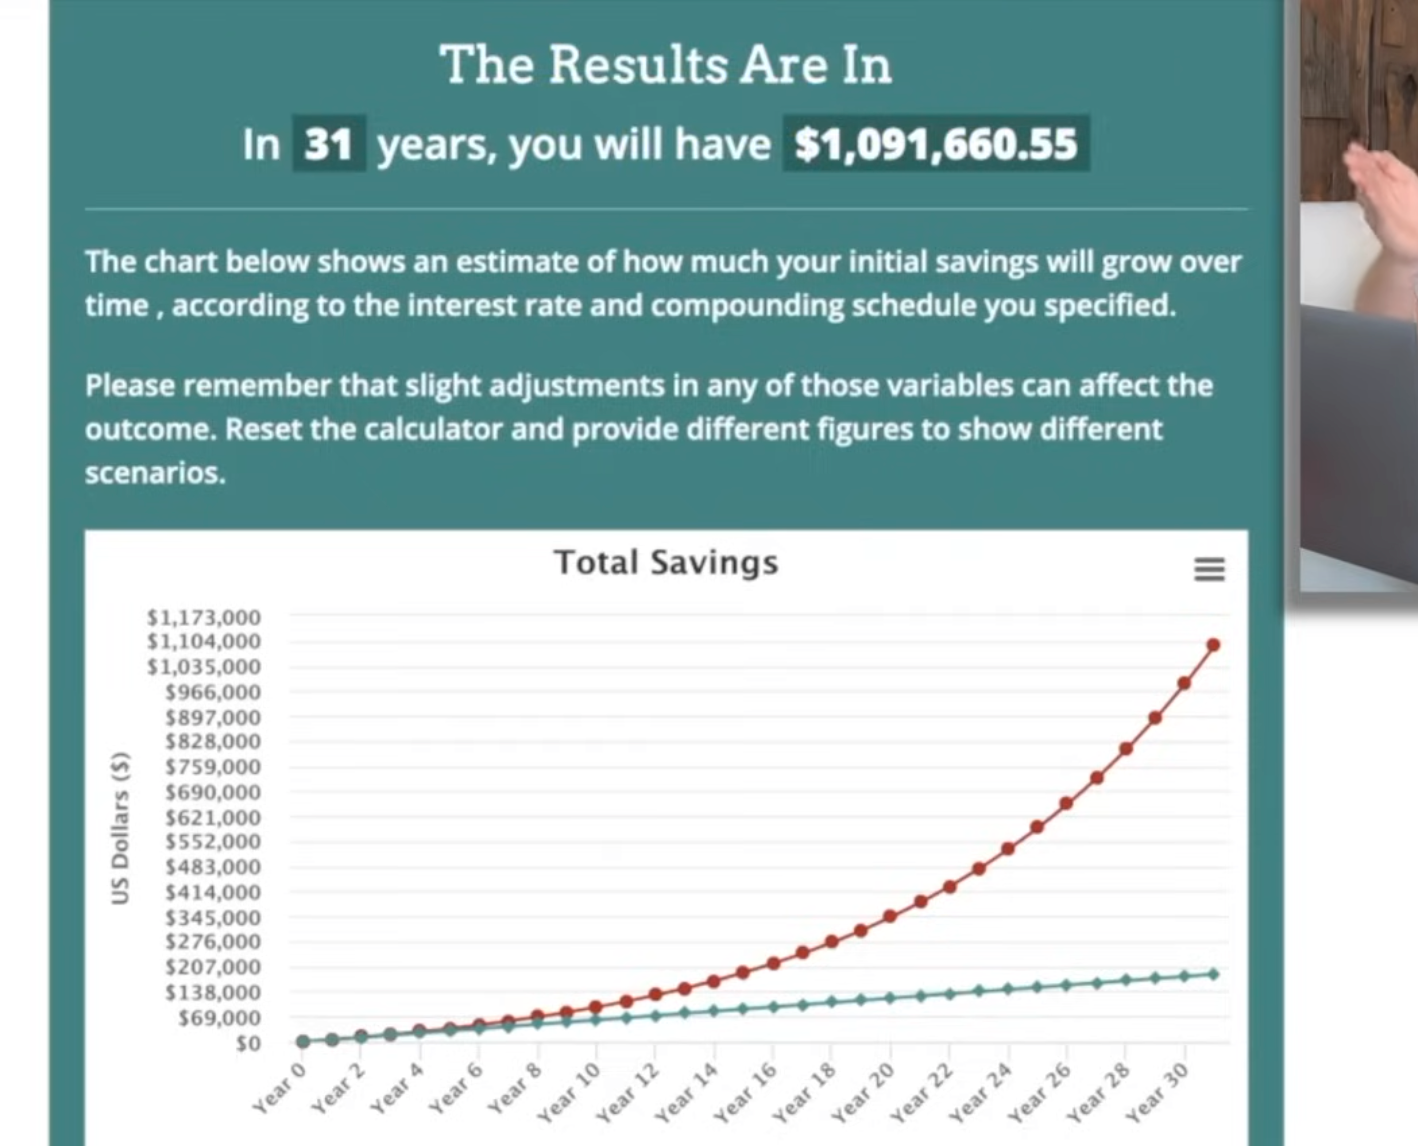 The Results Are In
In 31 years, you will have $1,091,660.55
The chart below shows an estimate of how much your initial savings will grow over
time , according to the interest rate and compounding schedule you specified.
Please remember that slight adjustments in any of those variables can affect the
outcome. Reset the calculator and provide different figures to show different
scenarios.
Total Savings
US Dollars ($)
$1,173,000
$1,104,000
$1,035,000
$966,000
$897,000
$828,000
$759,000
$690,000
$621,000
$552,000
$483,000
$414,000
$345,000
$276,000
$207,000
$138,000
$69,000
$0
Year 0
Year 2
Year 4
Year 6
Year 8
Year 10
Year 12
Year 14
Year 16
Year 18
Year 20
Year 22
Year 24
Year 26
Year 28
Year 30